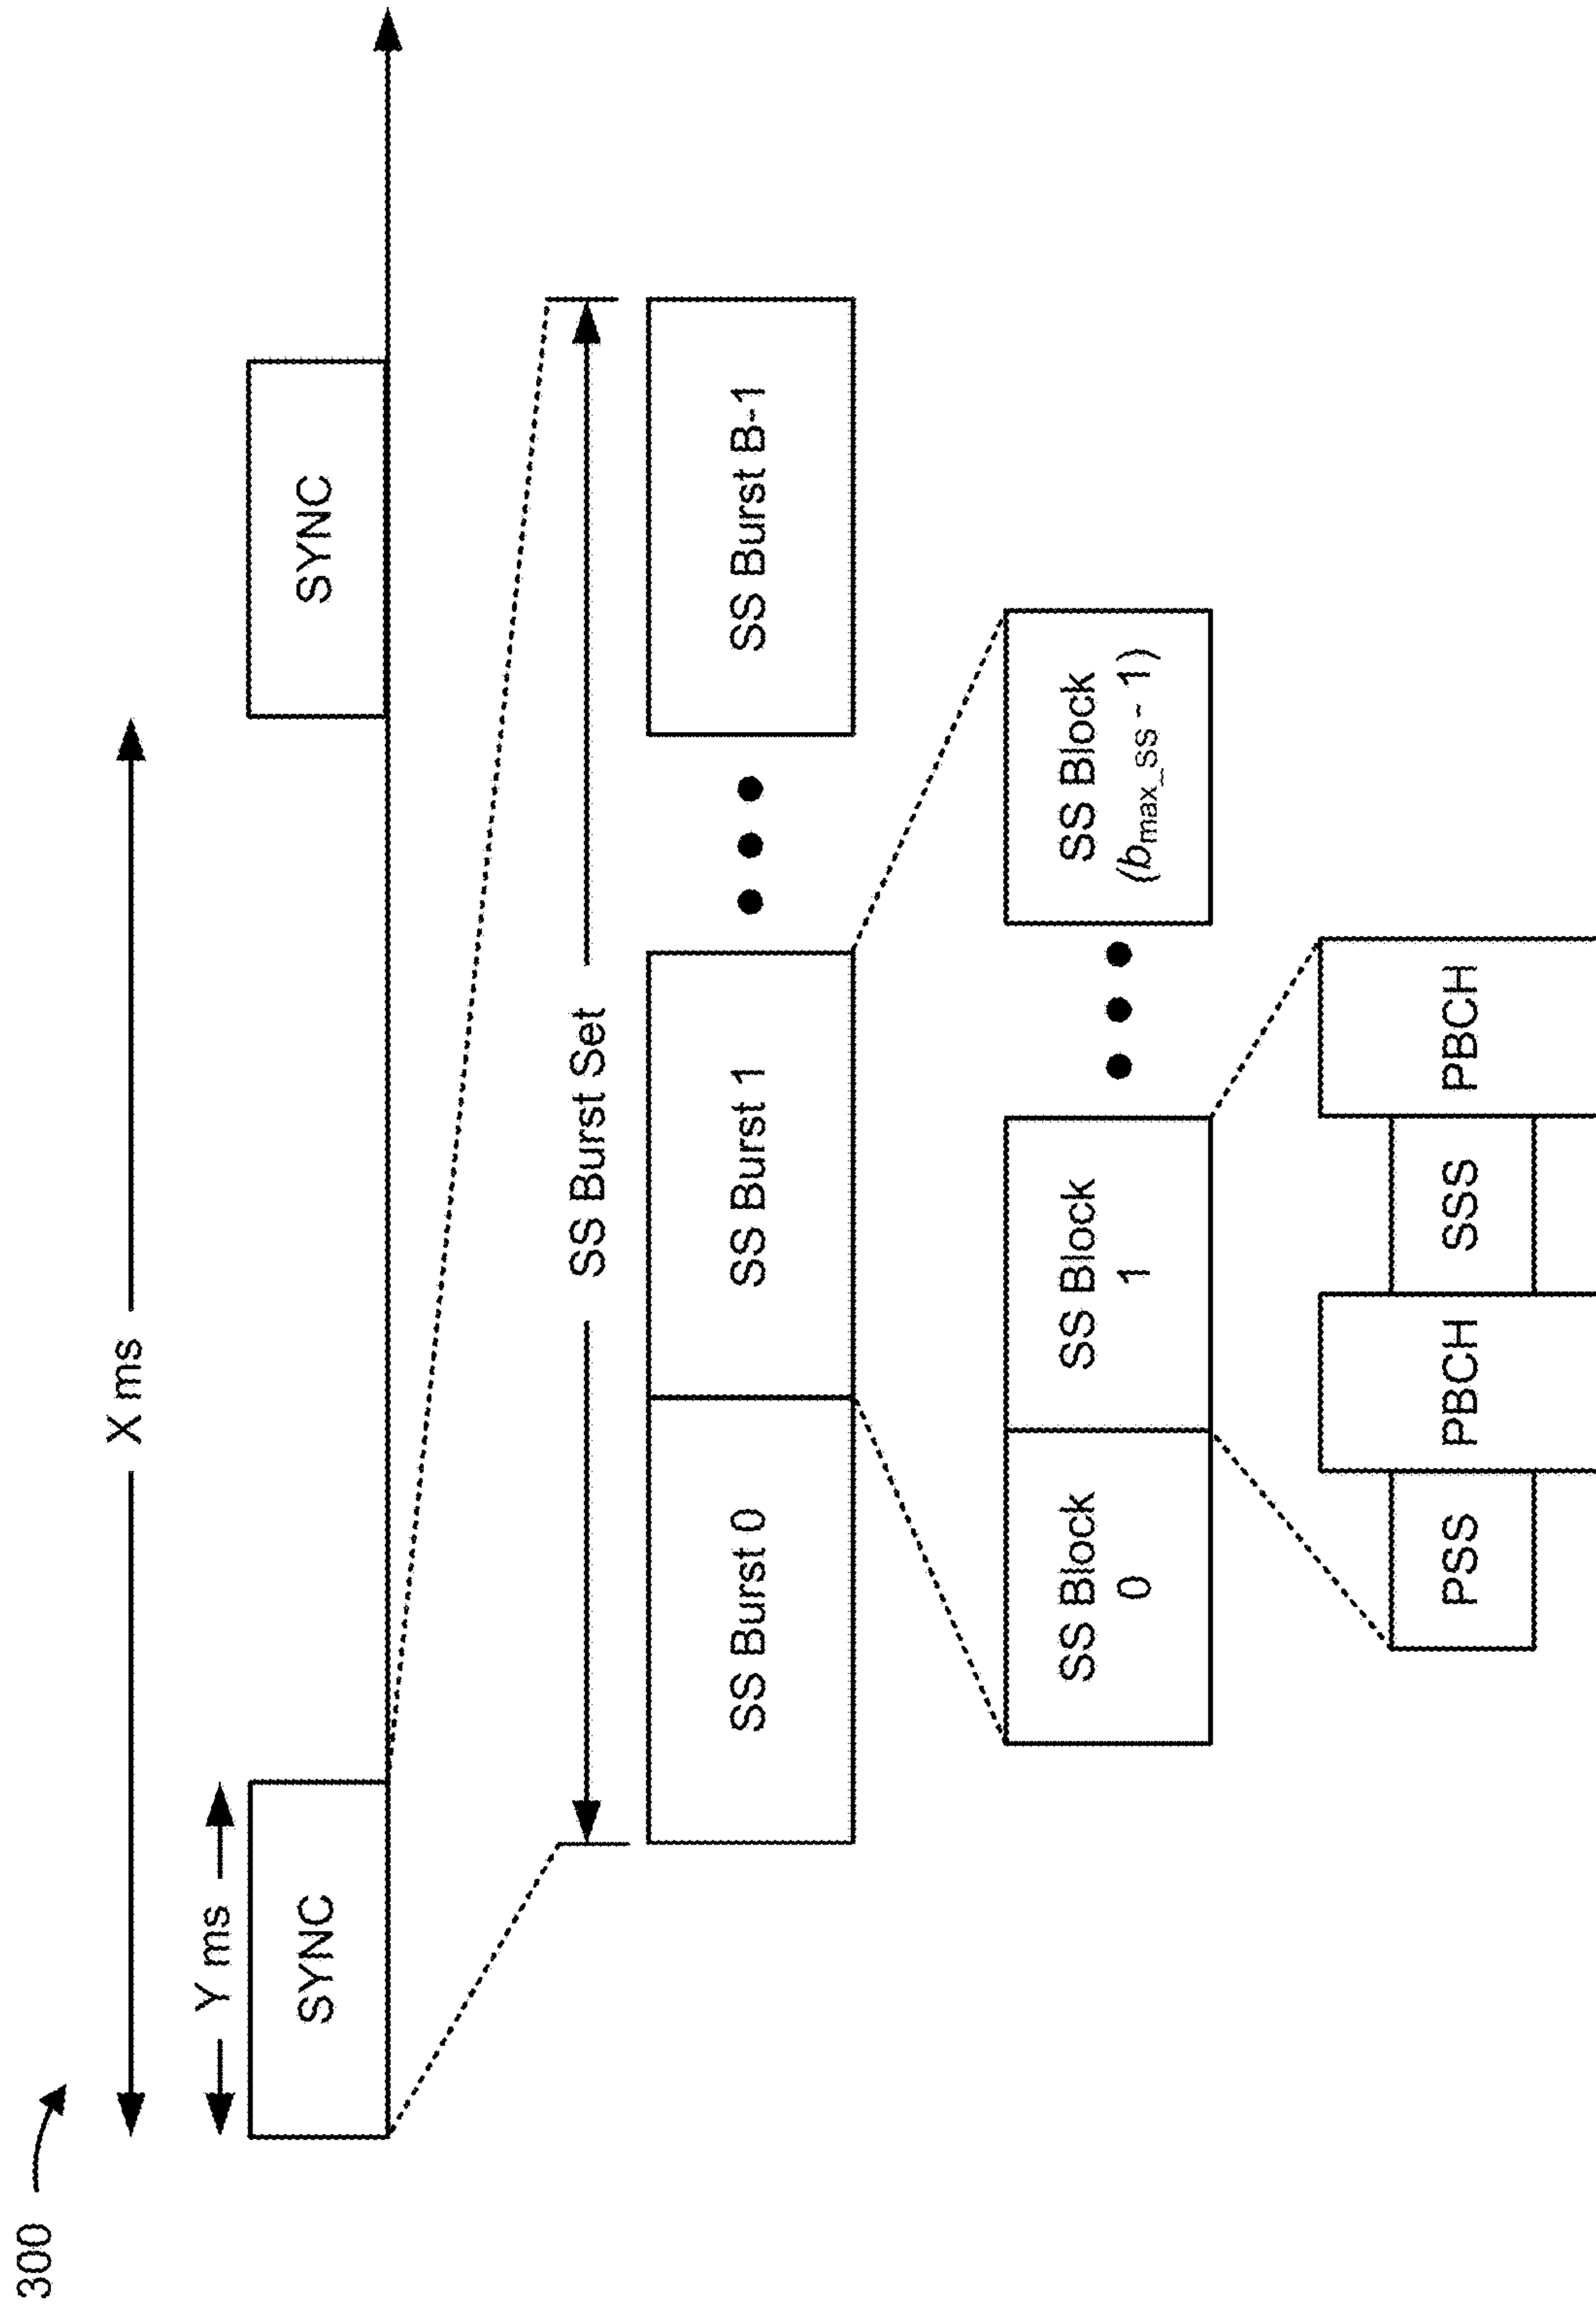 300
X ms
Y ms
SYNC
SYNC
SS Burst Set
SS Burst 0
SS Burst 1
SS Burst B-1
SS Block
0
SS Block
1
SS Block
(bmax_SS - 1)
PSS
PBCH
SSS
PBCH